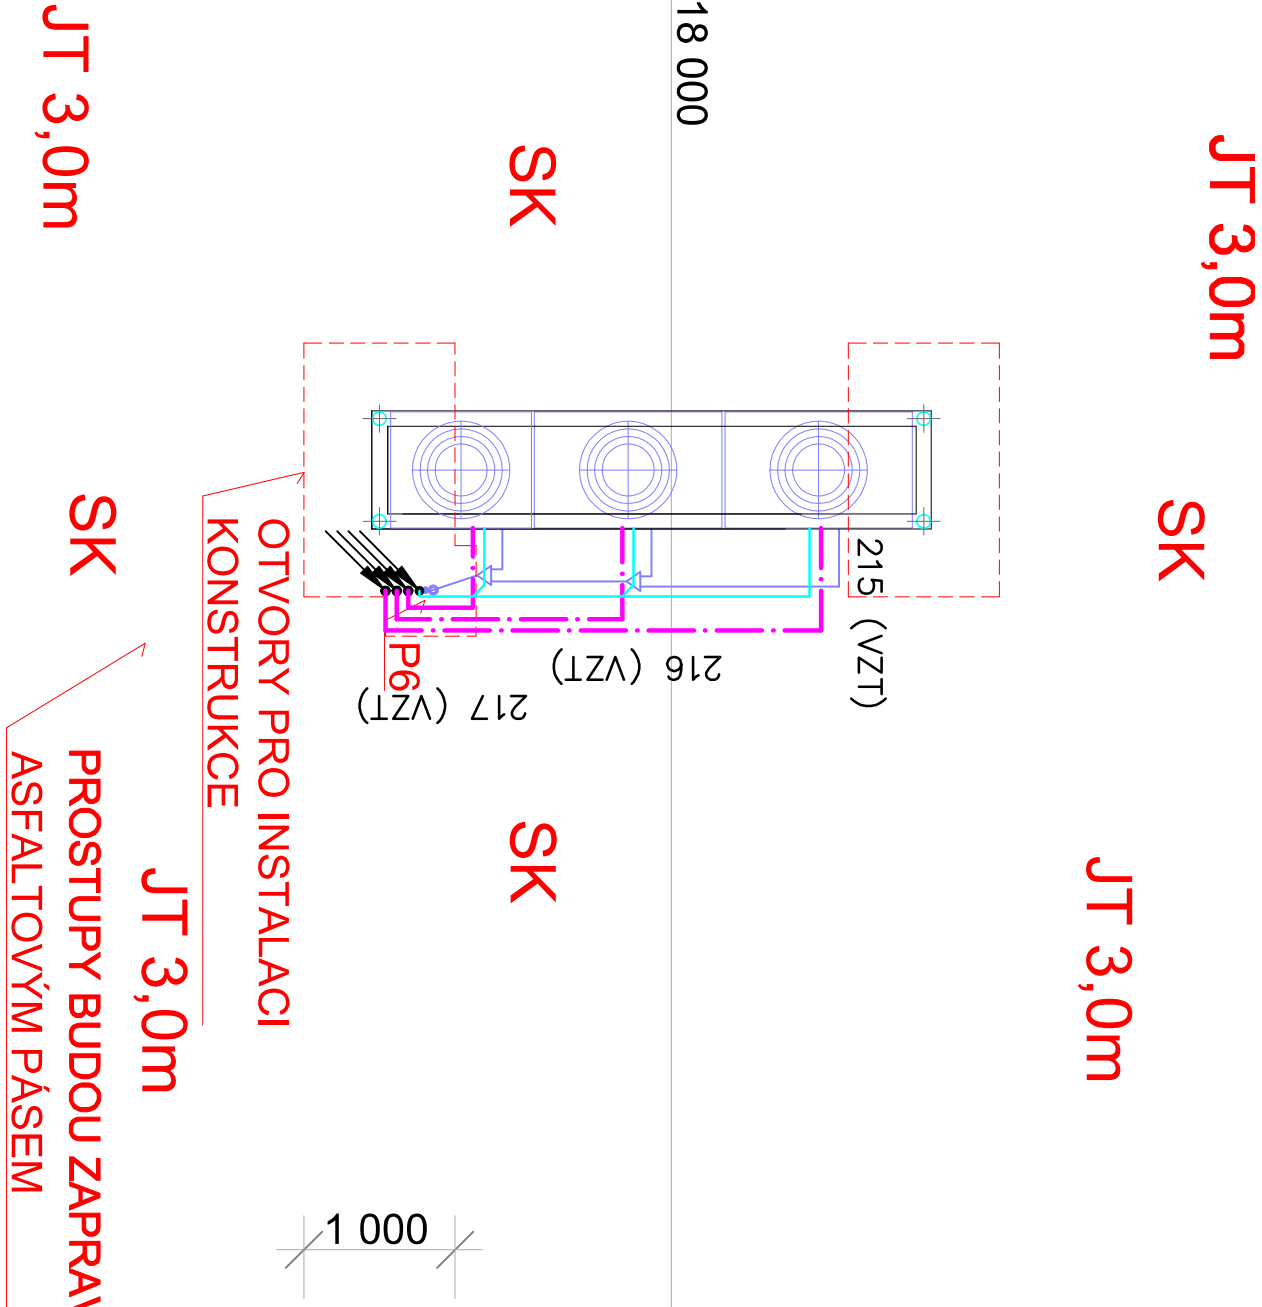 JT 3,0m
18 000
SK
JT 3,0m
SK
SK
OTVORY PRO INSTALACI
KONSTRUKCE
215 (VZT)
216 (VZT)
217 (VZT)
P6
PROSTUPY BUDOU ZAPRAV
ASFALTOVÝM PÁSEM
JT 3,0m
SK
JT 3,0m
1 000